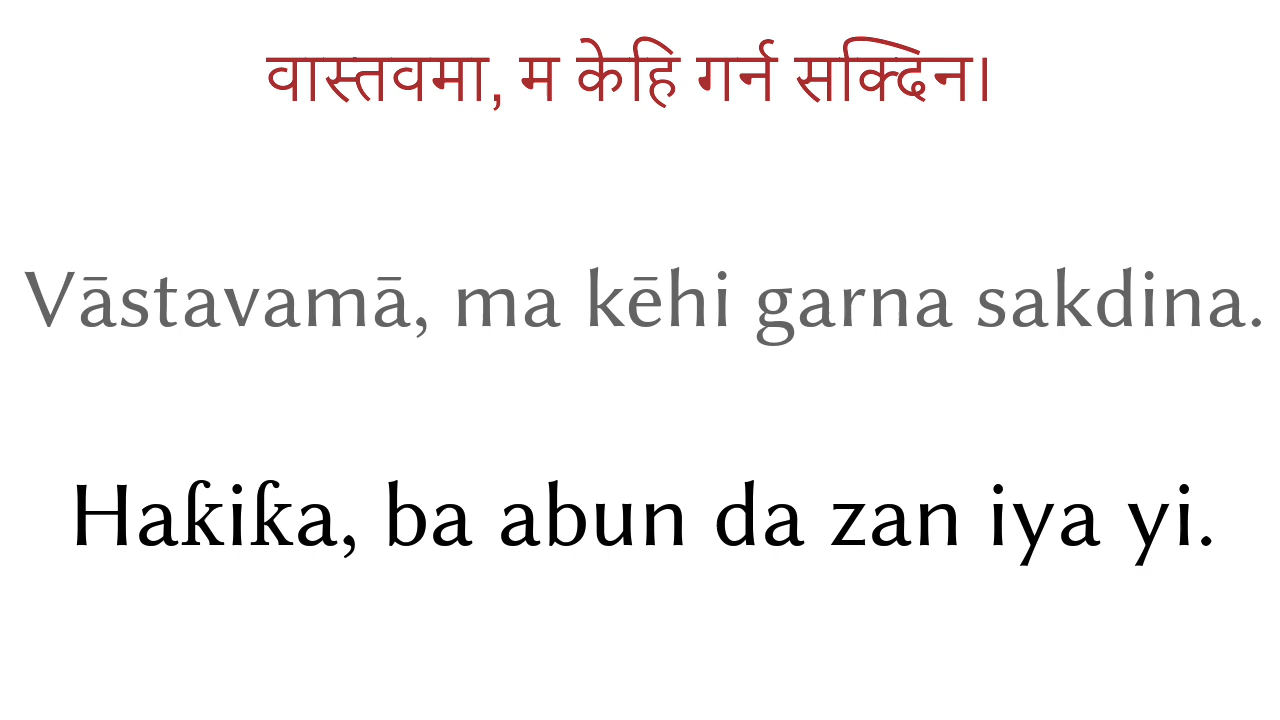 वास्तवमा, म केहि गर्न सक्दिन।
Vāstavamā, ma kēhi garna sakdina.
Haƙiƙa, ba abun da zan iya yi.